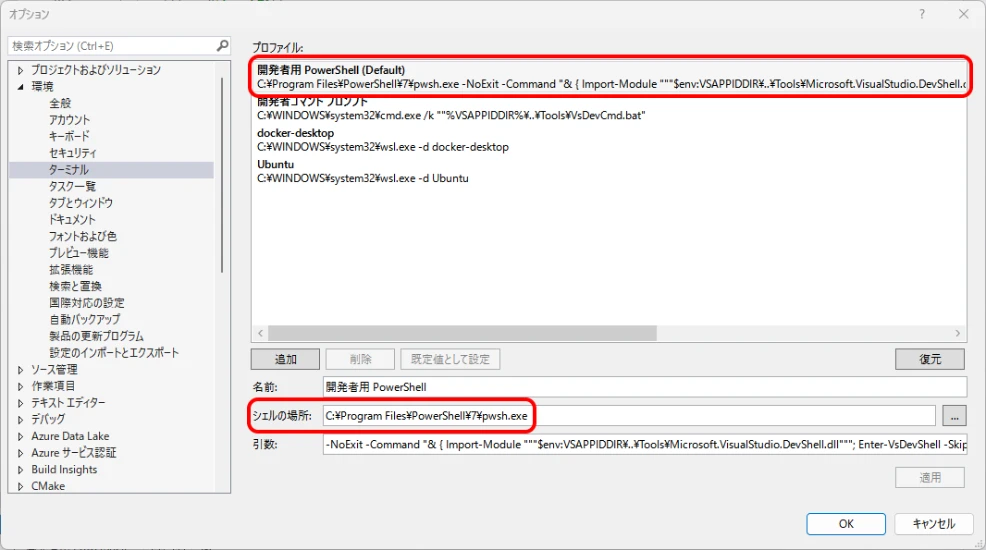 オプション
検索オプション (Ctrl+E)
プロジェクトおよびソリューション
環境
全般
アカウント
キーボード
セキュリティ
ターミナル
タスク一覧
タブとウィンドウ
ドキュメント
フォントおよび色
プレビュー機能
拡張機能
検索と置換
国際対応の設定
自動バックアップ
製品の更新プログラム
設定のインポートとエクスポート
ソース管理
作業項目
テキスト エディター
デバッグ
Azure Data Lake
Azure サービス認証
Build Insights
CMake
プロファイル:
開発者用 PowerShell (Default)
C:¥Program Files¥PowerShell¥7¥pwsh.exe -NoExit -Command "& { Import-Module """$env:VSAPPIDDIR¥..¥Tools¥Microsoft.VisualStudio.DevShell.d
開発者コマンド プロンプト
C:¥WINDOWS¥system32¥cmd.exe /k ""%VSAPPIDDIR%¥..¥Tools¥VsDevCmd.bat"
docker-desktop
C:¥WINDOWS¥system32¥wsl.exe -d docker-desktop
Ubuntu
C:¥WINDOWS¥system32¥wsl.exe -d Ubuntu
追加 削除 既定値として設定 復元
名前: 開発者用 PowerShell
シェルの場所: C:¥Program Files¥PowerShell¥7¥pwsh.exe ...
引数: -NoExit -Command "& { Import-Module """$env:VSAPPIDDIR¥..¥Tools¥Microsoft.VisualStudio.DevShell.dll"""; Enter-VsDevShell -Skip
適用
OK キャンセル